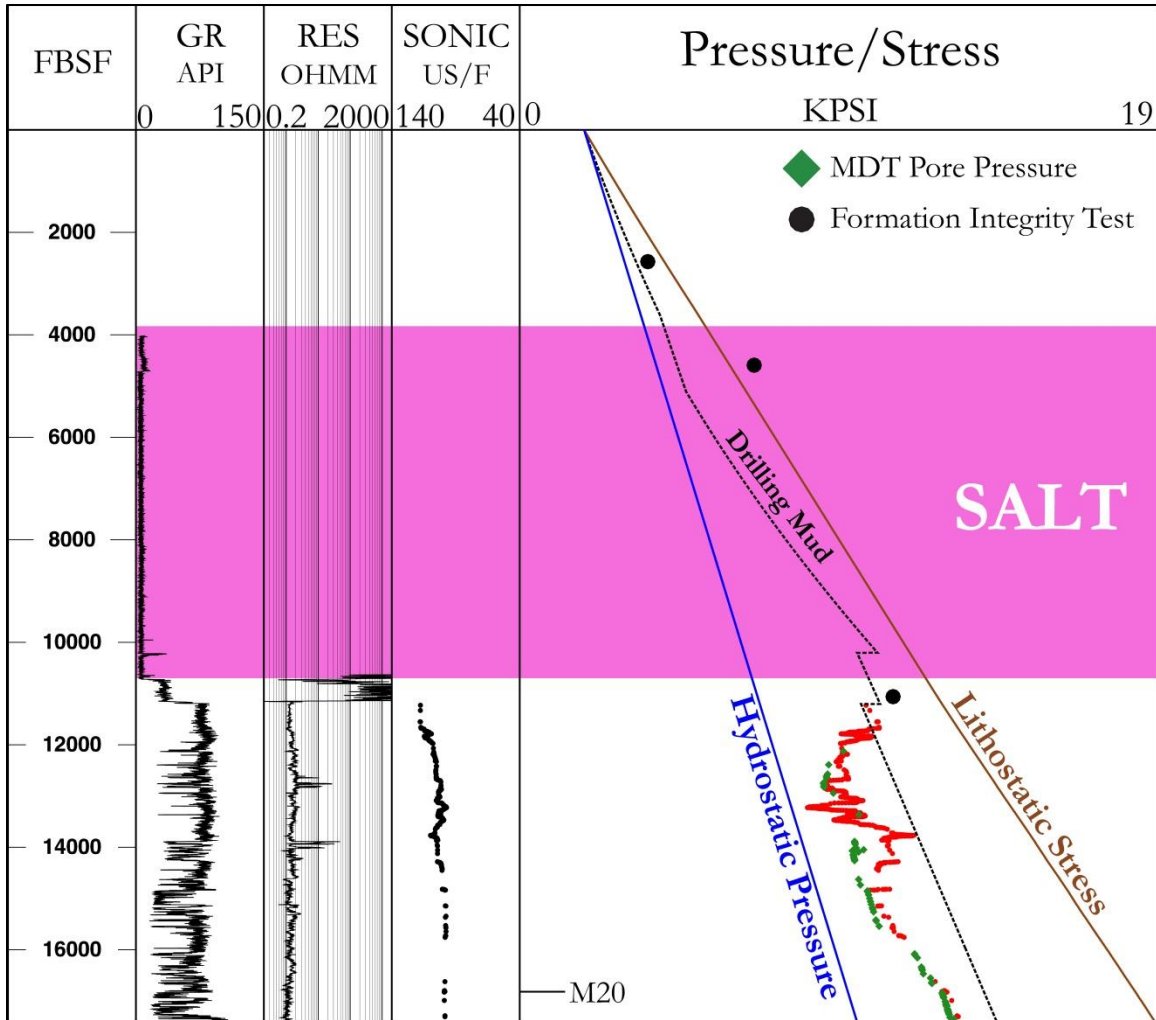 FBSF
GR
API
0 150
RES
OHMM
0.2 2000
SONIC
US/F
140 40
Pressure/Stress
KPSI
0 19
MDT Pore Pressure
Formation Integrity Test
2000
4000
6000
8000
10000
12000
14000
16000
SALT
Drilling Mud
Hydrostatic Pressure
Lithostatic Stress
M20